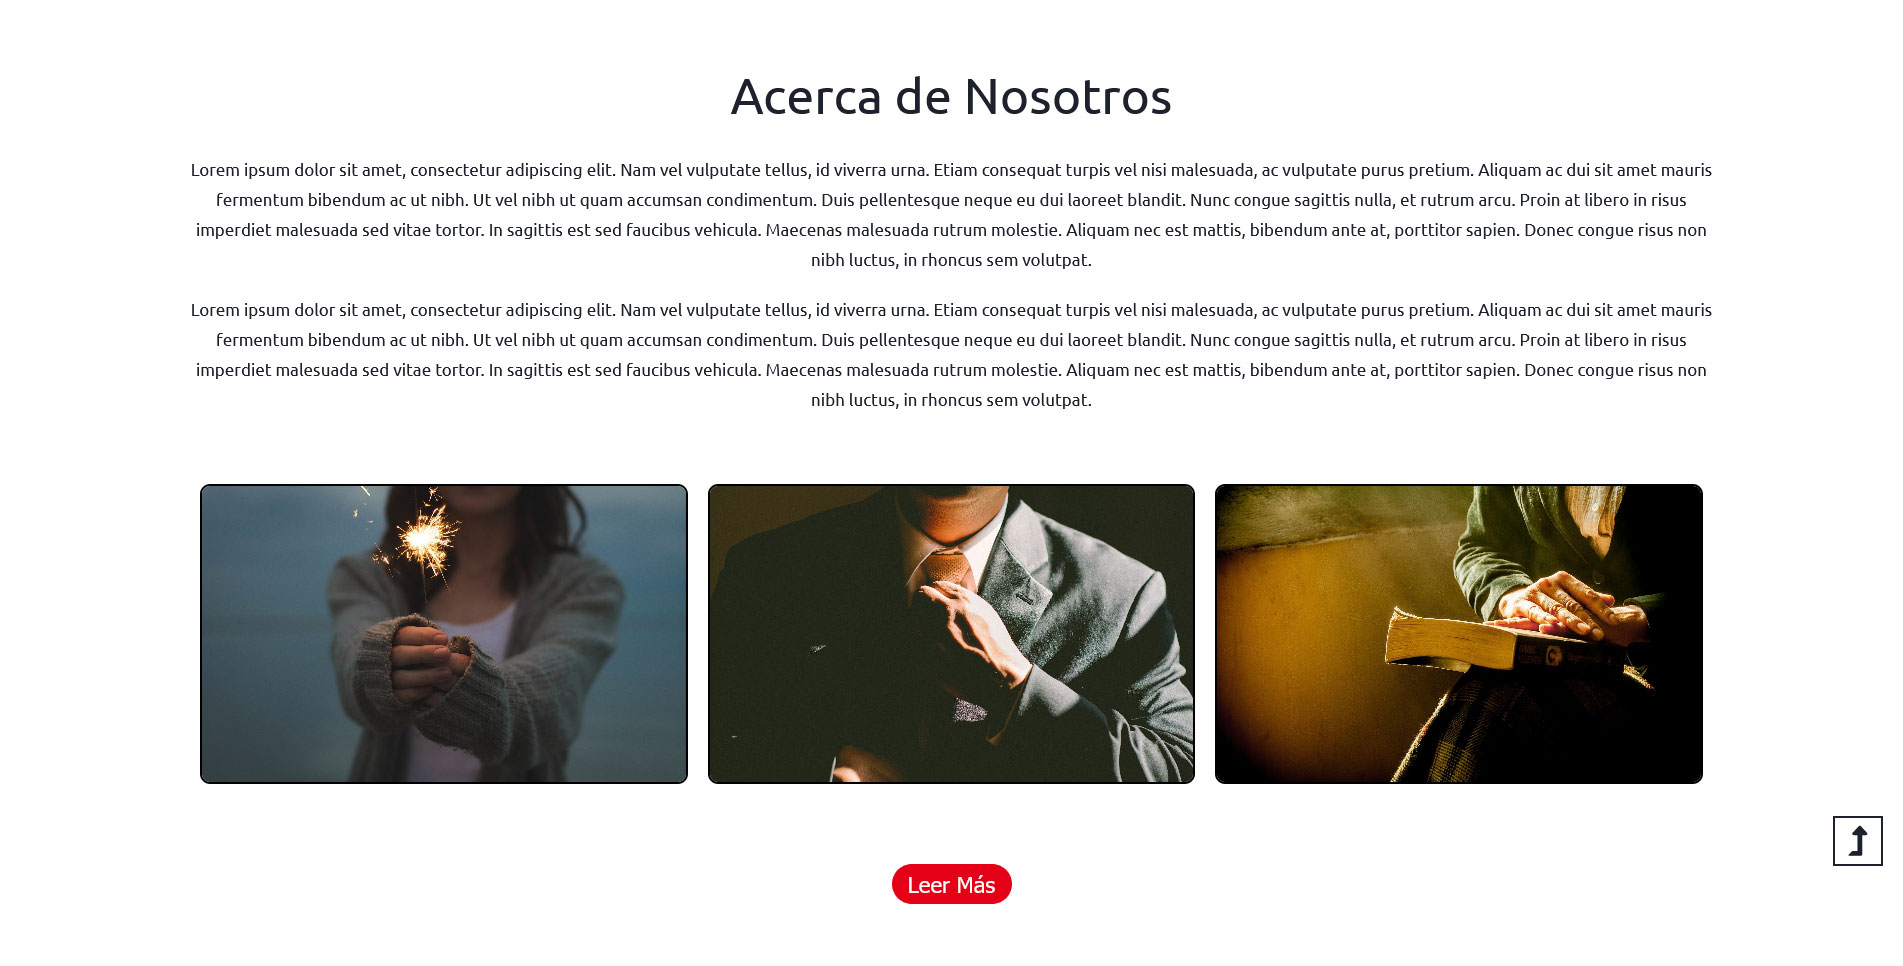 Acerca de Nosotros
Lorem ipsum dolor sit amet, consectetur adipiscing elit. Nam vel vulputate tellus, id viverra urna. Etiam consequat turpis vel nisi malesuada, ac vulputate purus pretium. Aliquam ac dui sit amet mauris
fermentum bibendum ac ut nibh. Ut vel nibh ut quam accumsan condimentum. Duis pellentesque neque eu dui laoreet blandit. Nunc congue sagittis nulla, et rutrum arcu. Proin at libero in risus
imperdiet malesuada sed vitae tortor. In sagittis est sed faucibus vehicula. Maecenas malesuada rutrum molestie. Aliquam nec est mattis, bibendum ante at, porttitor sapien. Donec congue risus non
nibh luctus, in rhoncus sem volutpat.
Lorem ipsum dolor sit amet, consectetur adipiscing elit. Nam vel vulputate tellus, id viverra urna. Etiam consequat turpis vel nisi malesuada, ac vulputate purus pretium. Aliquam ac dui sit amet mauris
fermentum bibendum ac ut nibh. Ut vel nibh ut quam accumsan condimentum. Duis pellentesque neque eu dui laoreet blandit. Nunc congue sagittis nulla, et rutrum arcu. Proin at libero in risus
imperdiet malesuada sed vitae tortor. In sagittis est sed faucibus vehicula. Maecenas malesuada rutrum molestie. Aliquam nec est mattis, bibendum ante at, porttitor sapien. Donec congue risus non
nibh luctus, in rhoncus sem volutpat.
Leer Más